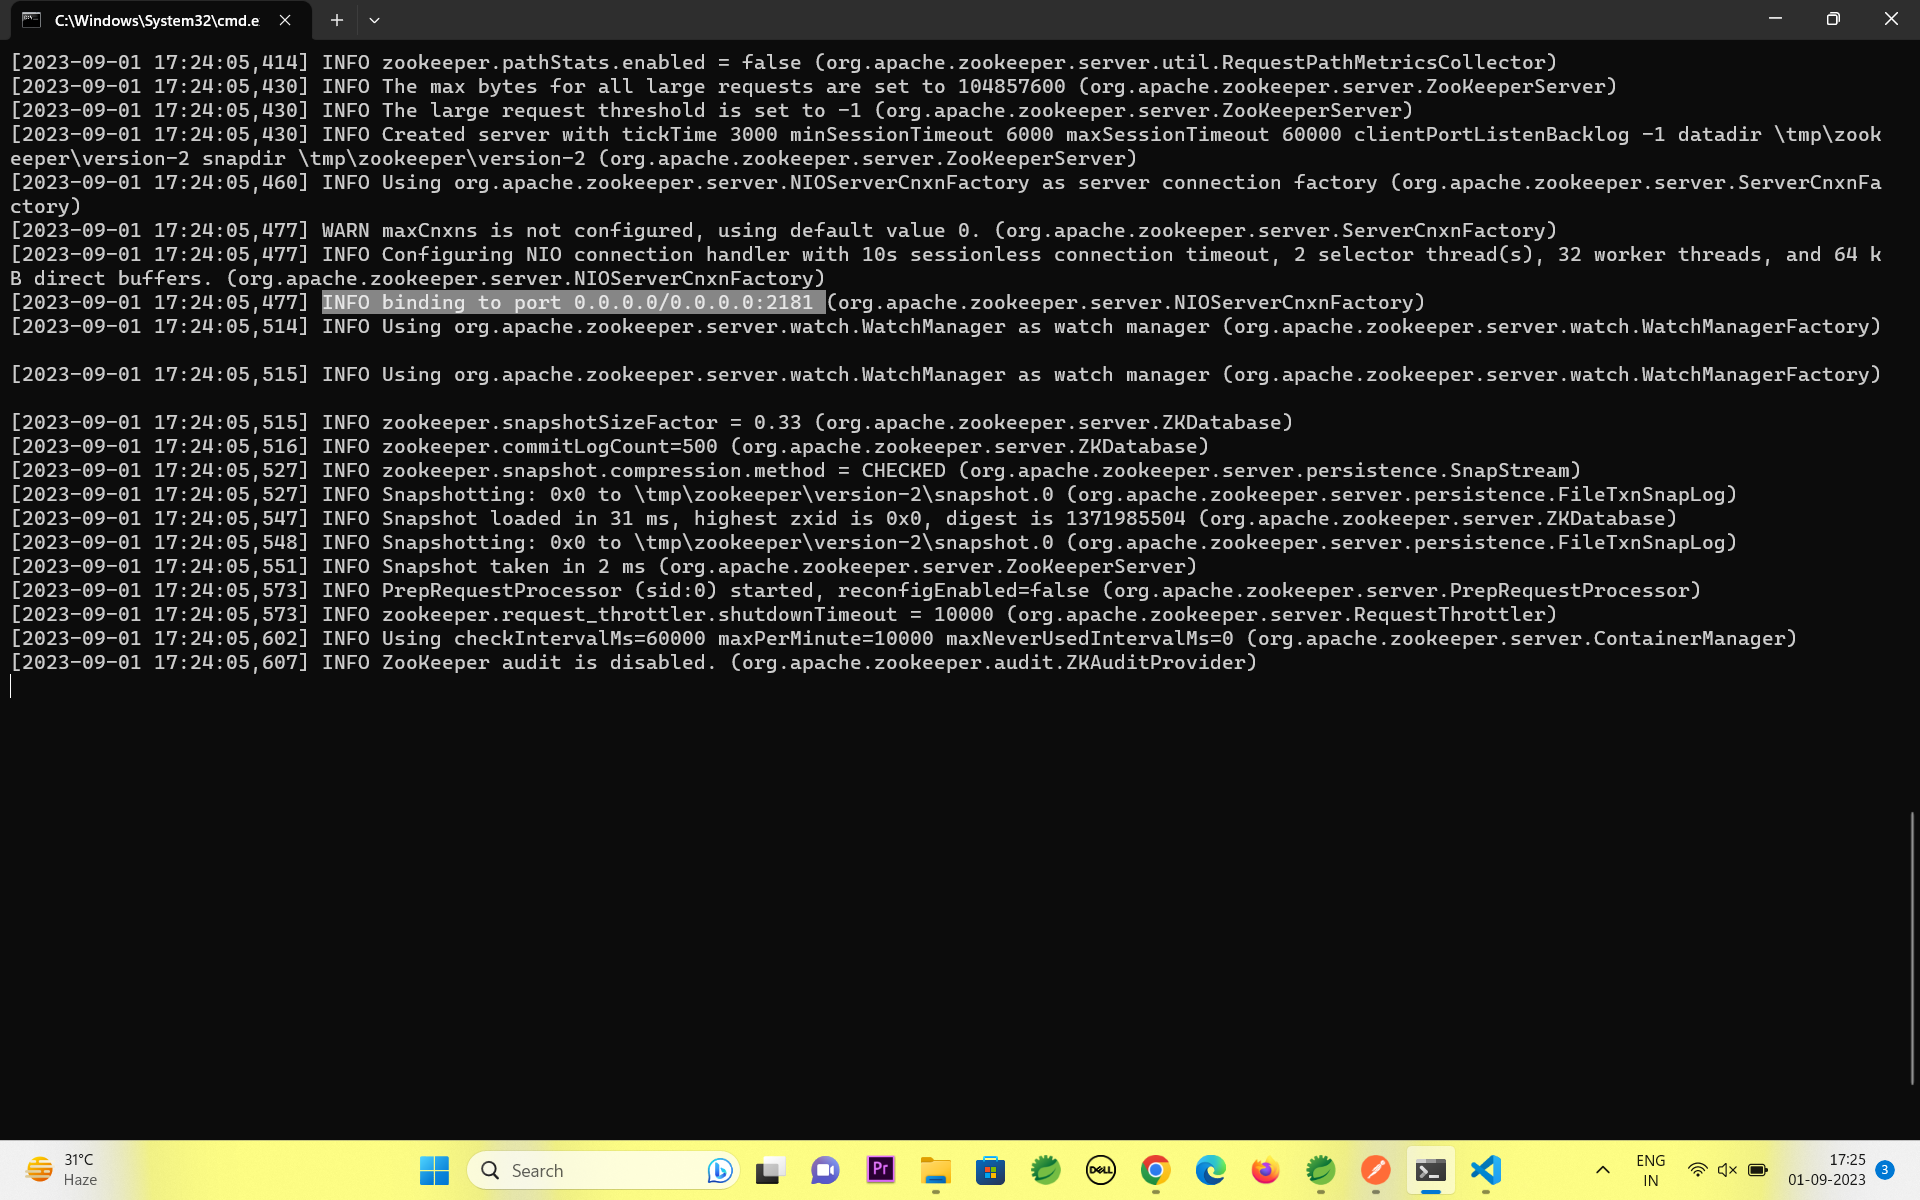 C:\Windows\System32\cmd.e
[2023-09-01 17:24:05,414] INFO zookeeper.pathStats.enabled = false (org.apache.zookeeper.server.util.RequestPathMetricsCollector)
[2023-09-01 17:24:05,430] INFO The max bytes for all large requests are set to 104857600 (org.apache.zookeeper.server.ZooKeeperServer)
[2023-09-01 17:24:05,430] INFO The large request threshold is set to -1 (org.apache.zookeeper.server.ZooKeeperServer)
[2023-09-01 17:24:05,430] INFO Created server with tickTime 3000 minSessionTimeout 6000 maxSessionTimeout 60000 clientPortListenBacklog -1 datadir \tmp\zook
eeper\version-2 snapdir \tmp\zookeeper\version-2 (org.apache.zookeeper.server.ZooKeeperServer)
[2023-09-01 17:24:05,460] INFO Using org.apache.zookeeper.server.NIOServerCnxnFactory as server connection factory (org.apache.zookeeper.server.ServerCnxnFa
ctory)
[2023-09-01 17:24:05,477] WARN maxCnxns is not configured, using default value 0. (org.apache.zookeeper.server.ServerCnxnFactory)
[2023-09-01 17:24:05,477] INFO Configuring NIO connection handler with 10s sessionless connection timeout, 2 selector thread(s), 32 worker threads, and 64 k
B direct buffers. (org.apache.zookeeper.server.NIOServerCnxnFactory)
[2023-09-01 17:24:05,477] INFO binding to port 0.0.0.0/0.0.0.0:2181 (org.apache.zookeeper.server.NIOServerCnxnFactory)
[2023-09-01 17:24:05,514] INFO Using org.apache.zookeeper.server.watch.WatchManager as watch manager (org.apache.zookeeper.server.watch.WatchManagerFactory)
[2023-09-01 17:24:05,515] INFO Using org.apache.zookeeper.server.watch.WatchManager as watch manager (org.apache.zookeeper.server.watch.WatchManagerFactory)
[2023-09-01 17:24:05,515] INFO zookeeper.snapshotSizeFactor = 0.33 (org.apache.zookeeper.server.ZKDatabase)
[2023-09-01 17:24:05,516] INFO zookeeper.commitLogCount=500 (org.apache.zookeeper.server.ZKDatabase)
[2023-09-01 17:24:05,527] INFO zookeeper.snapshot.compression.method = CHECKED (org.apache.zookeeper.server.persistence.SnapStream)
[2023-09-01 17:24:05,527] INFO Snapshotting: 0x0 to \tmp\zookeeper\version-2\snapshot.0 (org.apache.zookeeper.server.persistence.FileTxnSnapLog)
[2023-09-01 17:24:05,547] INFO Snapshot loaded in 31 ms, highest zxid is 0x0, digest is 1371985504 (org.apache.zookeeper.server.ZKDatabase)
[2023-09-01 17:24:05,548] INFO Snapshotting: 0x0 to \tmp\zookeeper\version-2\snapshot.0 (org.apache.zookeeper.server.persistence.FileTxnSnapLog)
[2023-09-01 17:24:05,551] INFO Snapshot taken in 2 ms (org.apache.zookeeper.server.ZooKeeperServer)
[2023-09-01 17:24:05,573] INFO PrepRequestProcessor (sid:0) started, reconfigEnabled=false (org.apache.zookeeper.server.PrepRequestProcessor)
[2023-09-01 17:24:05,573] INFO zookeeper.request_throttler.shutdownTimeout = 10000 (org.apache.zookeeper.server.RequestThrottler)
[2023-09-01 17:24:05,602] INFO Using checkIntervalMs=60000 maxPerMinute=10000 maxNeverUsedIntervalMs=0 (org.apache.zookeeper.server.ContainerManager)
[2023-09-01 17:24:05,607] INFO ZooKeeper audit is disabled. (org.apache.zookeeper.audit.ZKAuditProvider)
31°C
Haze
Search
Pr
DELL
ENG
IN
17:25
01-09-2023
3